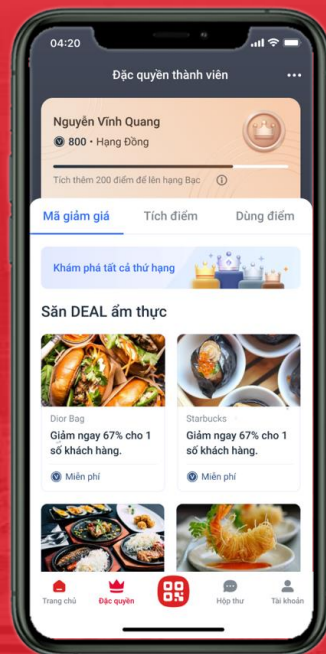 04:20
Đặc quyền thành viên
Nguyễn Vĩnh Quang
800 • Hạng Đồng
Tích thêm 200 điểm để lên hạng Bạc
Mã giảm giá Tích điểm Dùng điểm
Khám phá tất cả thứ hạng
Săn DEAL ẩm thực
Dior Bag
Giảm ngay 67% cho 1
số khách hàng.
Miễn phí
Starbucks
Giảm ngay 67% cho 1
số khách hàng.
Miễn phí
Trang chủ Đặc quyền Hộp thư Tài khoản